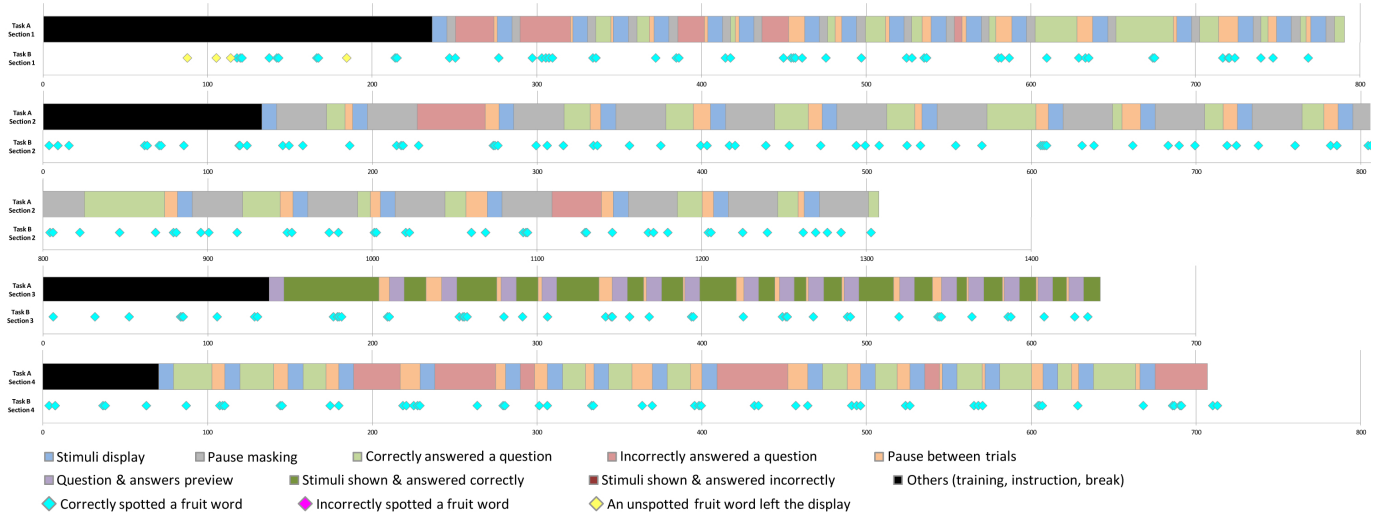 Task A
Section 1
Task B
Section 1
0 100 200 300 400 500 600 700 800
Task A
Section 2
Task B
Section 2
0 100 200 300 400 500 600 700 800
Task A
Section 2
Task B
Section 2
800 900 1000 1100 1200 1300 1400
Task A
Section 3
Task B
Section 3
0 100 200 300 400 500 600 700
Task A
Section 4
Task B
Section 4
0 100 200 300 400 500 600 700 800
Stimuli display Pause masking Correctly answered a question Incorrectly answered a question Pause between trials
Question & answers preview Stimuli shown & answered correctly Stimuli shown & answered incorrectly Others (training, instruction, break)
Correctly spotted a fruit word Incorrectly spotted a fruit word An unspotted fruit word left the display